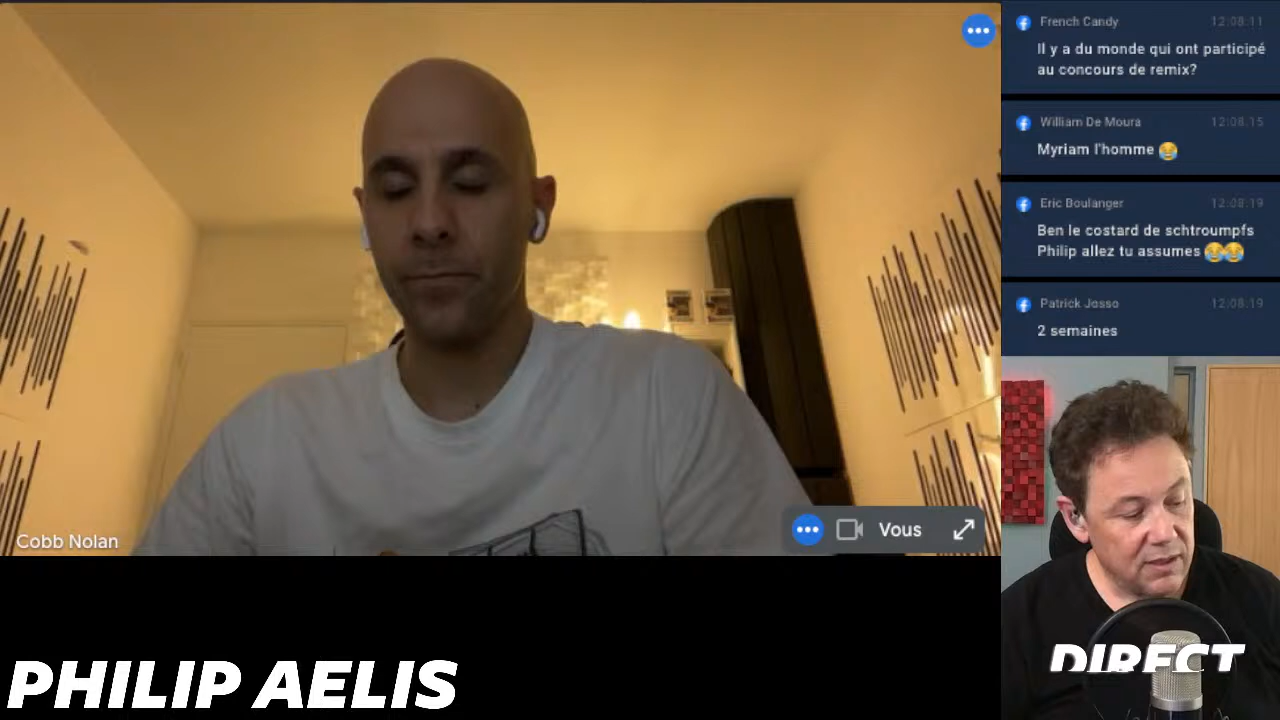 French Candy 12:08:11
Il y a du monde qui ont participé
au concours de remix?
William De Moura 12:08:15
Myriam l'homme 😂
Eric Boulanger 12:08:19
Ben le costard de schtroumpfs
Philip allez tu assumes 😂😂
Patrick Josso 12:08:19
2 semaines
Cobb Nolan
Vous
PHILIP AELIS
DIRECT